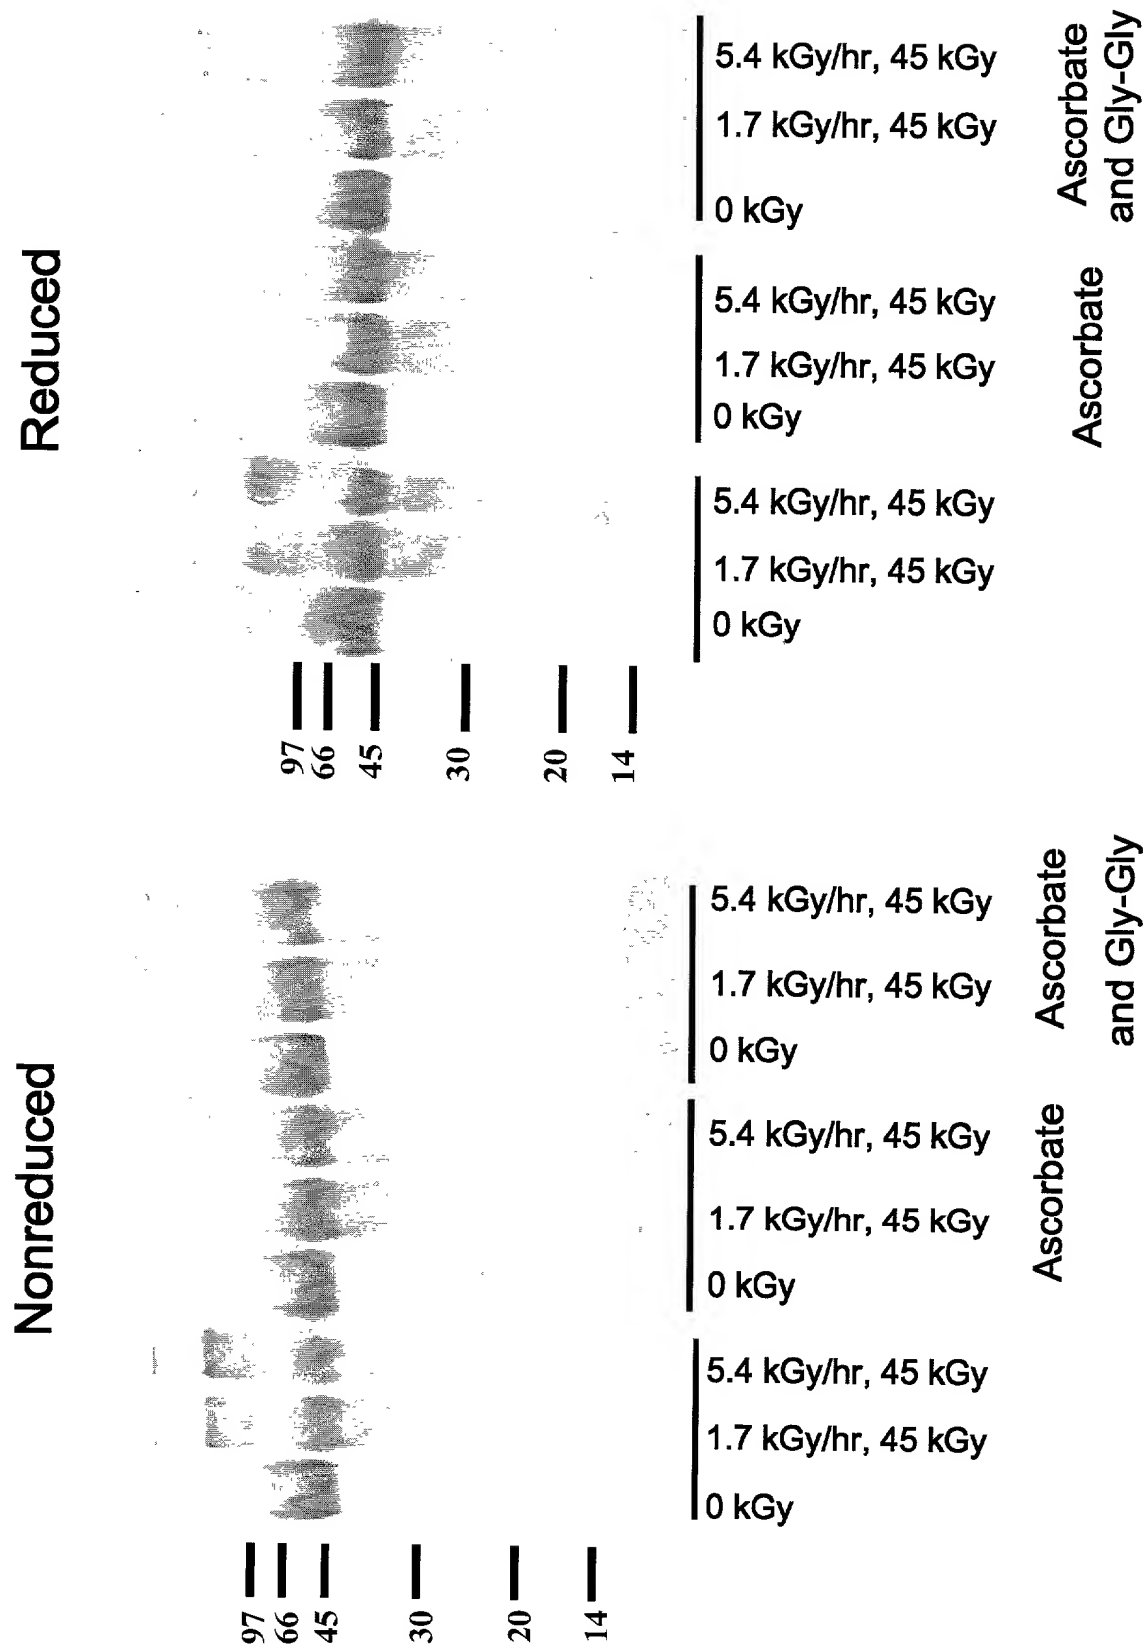 Nonreduced
97
66
45
30
20
14
0 kGy
1.7 kGy/hr, 45 kGy
5.4 kGy/hr, 45 kGy
0 kGy
1.7 kGy/hr, 45 kGy
5.4 kGy/hr, 45 kGy
Ascorbate
0 kGy
1.7 kGy/hr, 45 kGy
5.4 kGy/hr, 45 kGy
Ascorbate
and Gly-Gly
Reduced
97
66
45
30
20
14
0 kGy
1.7 kGy/hr, 45 kGy
5.4 kGy/hr, 45 kGy
0 kGy
1.7 kGy/hr, 45 kGy
5.4 kGy/hr, 45 kGy
Ascorbate
0 kGy
1.7 kGy/hr, 45 kGy
5.4 kGy/hr, 45 kGy
Ascorbate
and Gly-Gly